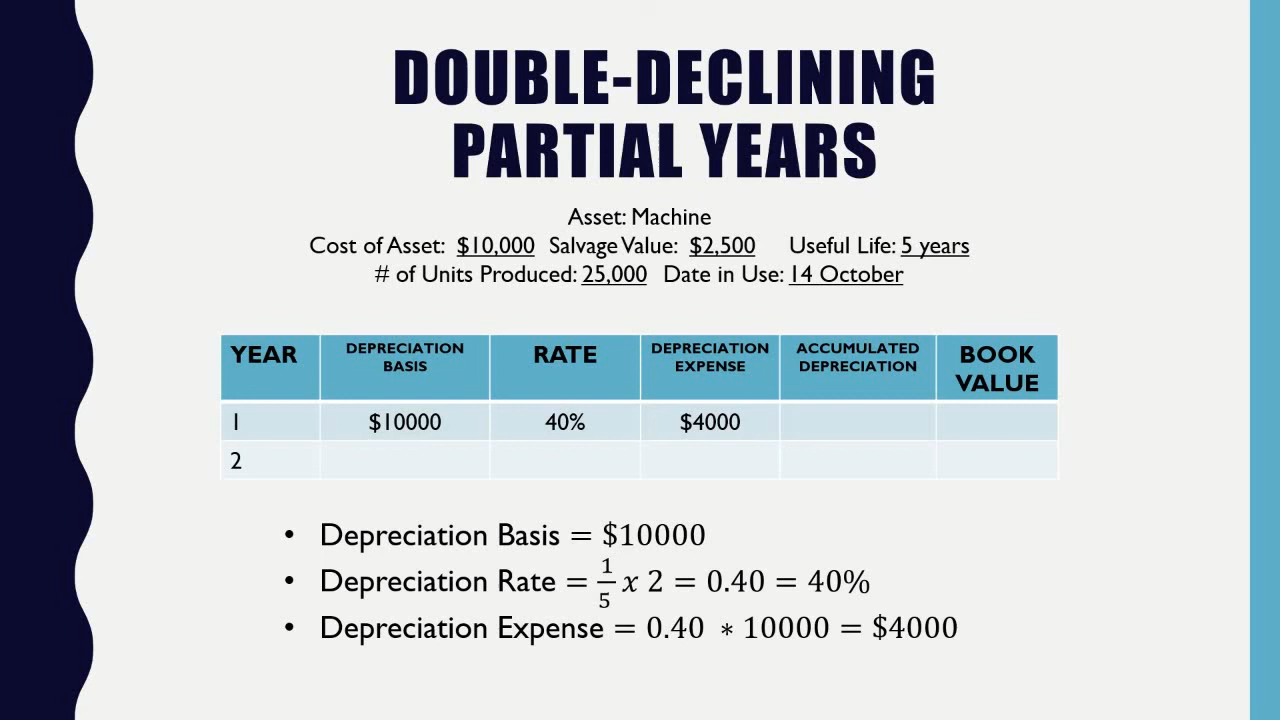 DOUBLE-DECLINING
PARTIAL YEARS
Asset: Machine
Cost of Asset: $10,000 Salvage Value: $2,500 Useful Life: 5 years
# of Units Produced: 25,000 Date in Use: 14 October
YEAR DEPRECIATION BASIS RATE DEPRECIATION EXPENSE ACCUMULATED DEPRECIATION BOOK VALUE
1 $10000 40% $4000
2
• Depreciation Basis = $10000
• Depreciation Rate = 1/5 x 2 = 0.40 = 40%
• Depreciation Expense = 0.40 ∗ 10000 = $4000